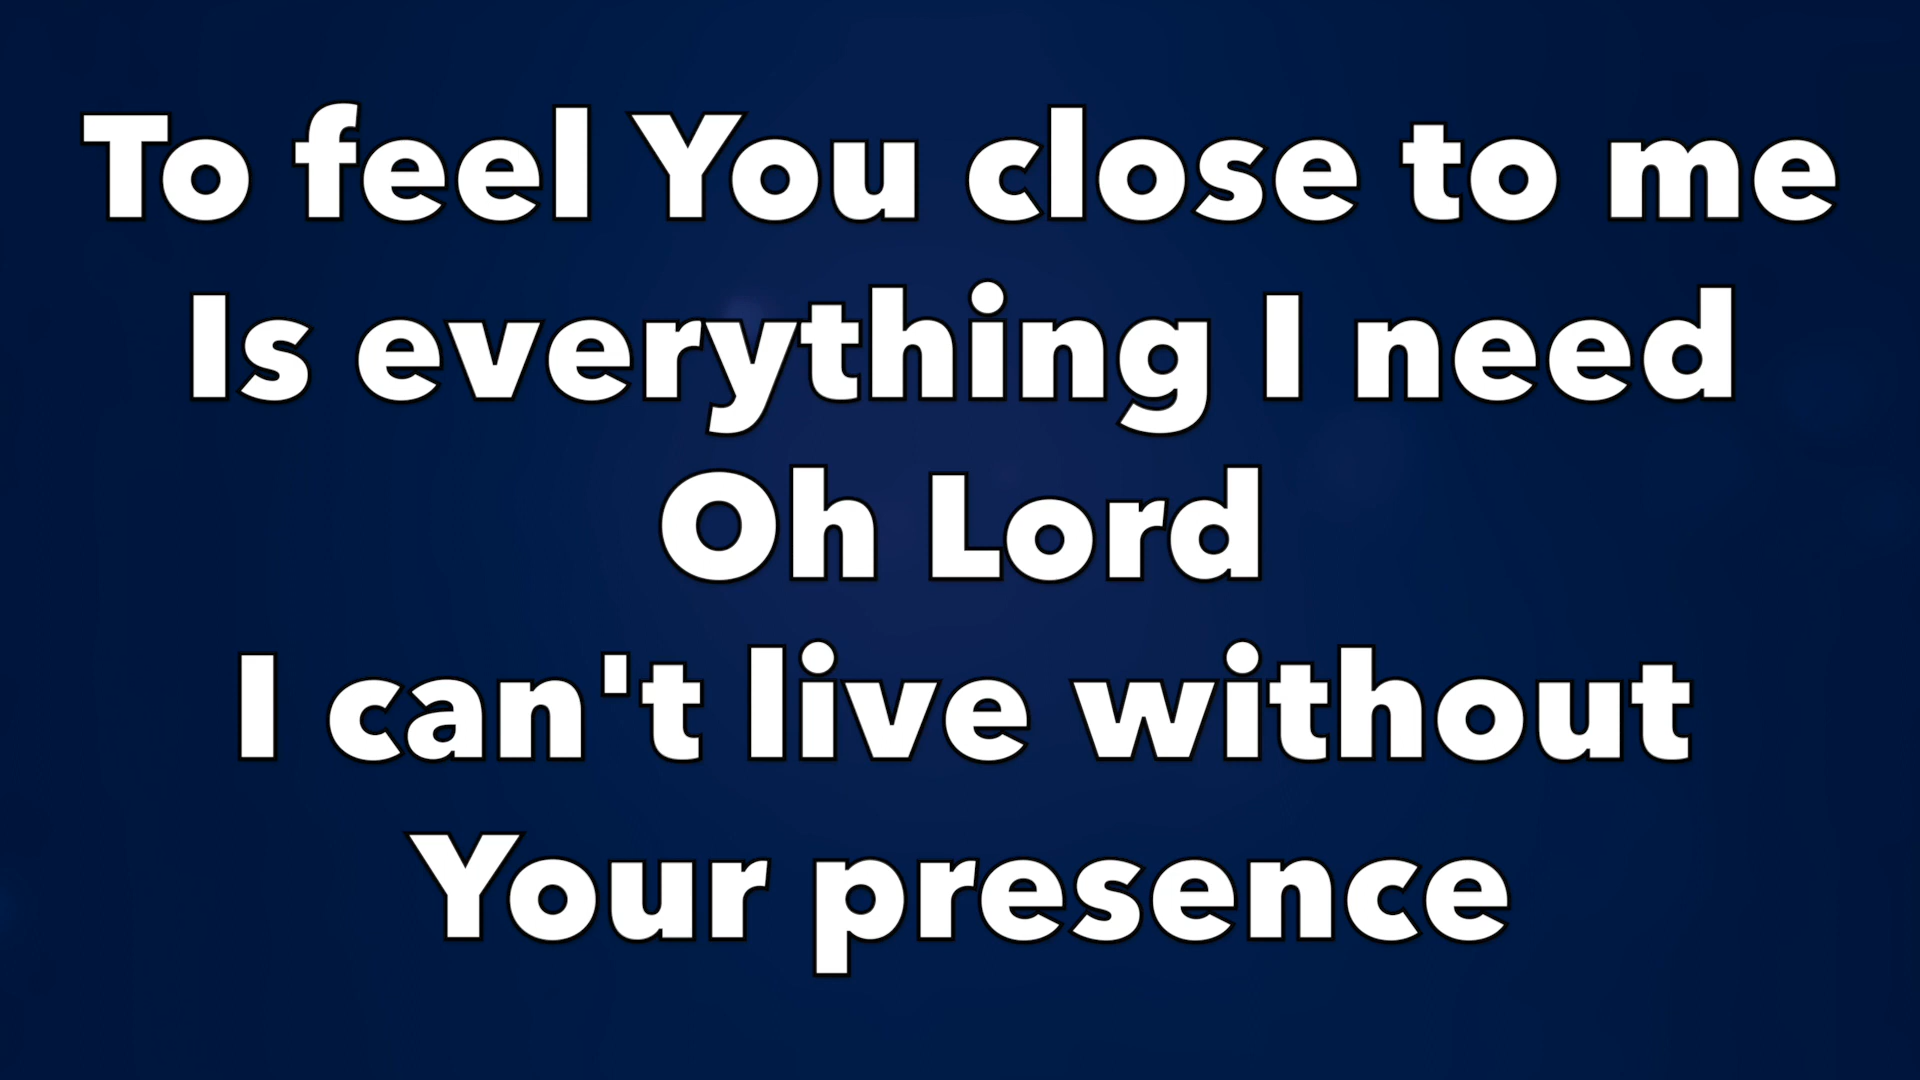 To feel You close to me
Is everything I need
Oh Lord
I can't live without
Your presence